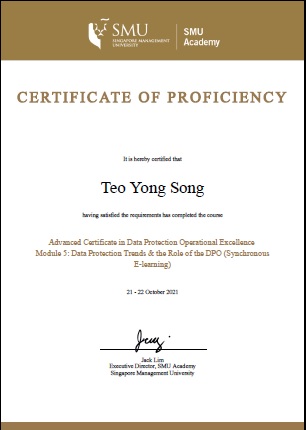 SMU
SINGAPORE MANAGEMENT
UNIVERSITY
SMU
Academy
CERTIFICATE OF PROFICIENCY
It is hereby certified that
Teo Yong Song
having satisfied the requirements has completed the course
Advanced Certificate in Data Protection Operational Excellence
Module 5: Data Protection Trends & the Role of the DPO (Synchronous
E-learning)
21 - 22 October 2021
Jack Lim
Executive Director, SMU Academy
Singapore Management University